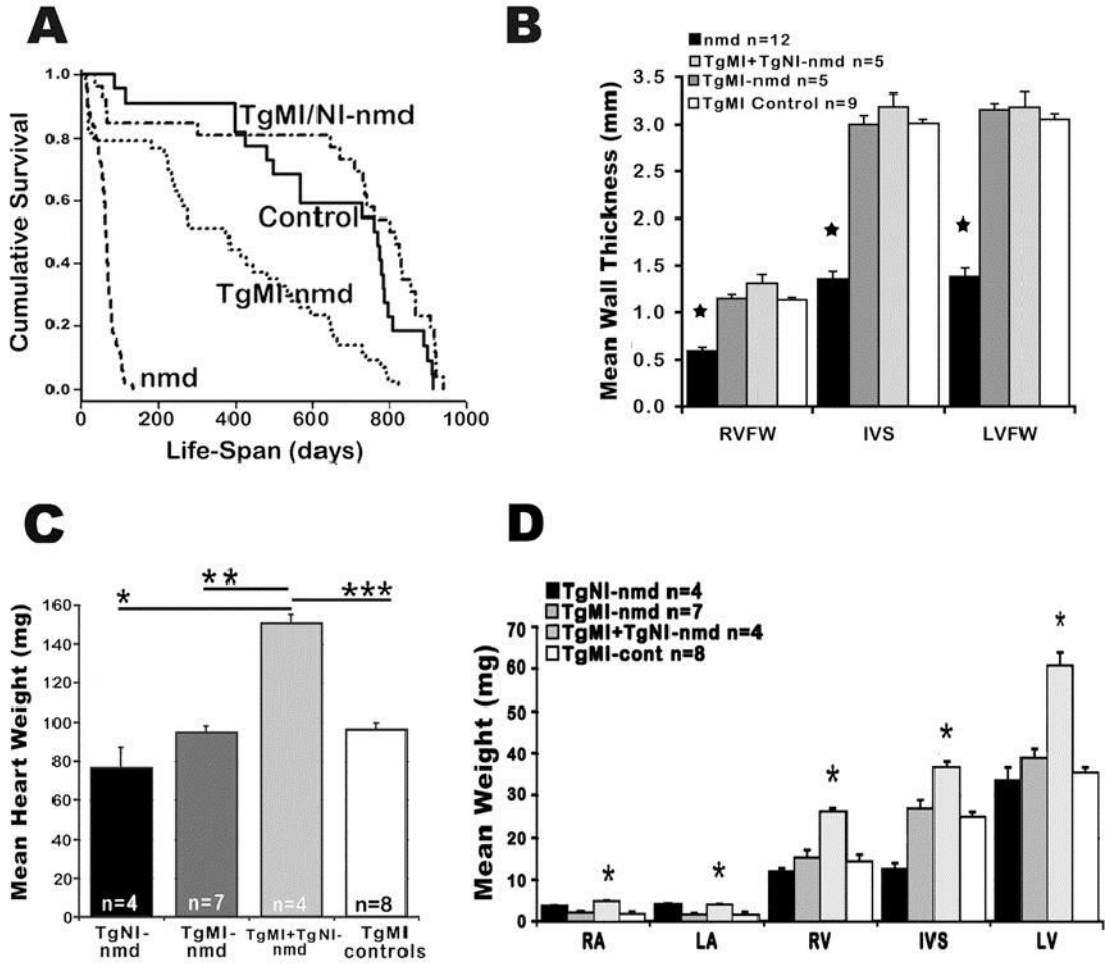 A
TgMI/NI-nmd
Control
TgMI-nmd
nmd
Cumulative Survival
1.0
0.8
0.6
0.4
0.2
0.0
0 200 400 600 800 1000
Life-Span (days)
B
nmd n=12
TgMI+TgNI-nmd n=5
TgMI-nmd n=5
TgMI Control n=9
Mean Wall Thickness (mm)
3.5
3.0
2.5
2.0
1.5
1.0
0.5
0.0
★ ★ ★
RVFW IVS LVFW
C
* ** ***
Mean Heart Weight (mg)
160
140
120
100
80
60
40
20
0
n=4 n=7 n=4 n=8
TgNI-nmd
TgMI-nmd
TgMI+TgNI-nmd
TgMI controls
D
TgNI-nmd n=4
TgMI-nmd n=7
TgMI+TgNI-nmd n=4
TgMI-cont n=8
Mean Weight (mg)
70
60
50
40
30
20
10
0
* * * * *
RA LA RV IVS LV